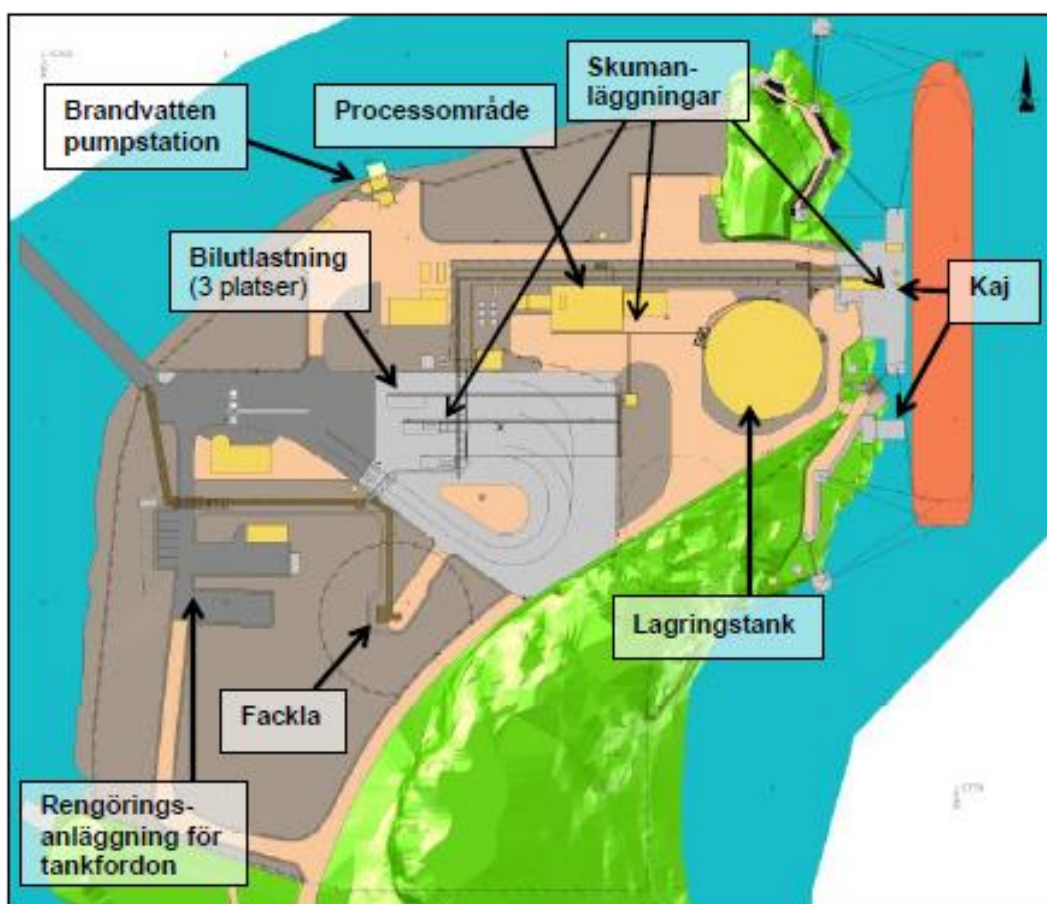 Skuman-
läggningar
Brandvatten
pumpstation
Processområde
Bilutlastning
(3 platser)
Kaj
Lagringstank
Fackla
Rengörings-
anläggning för
tankfordon